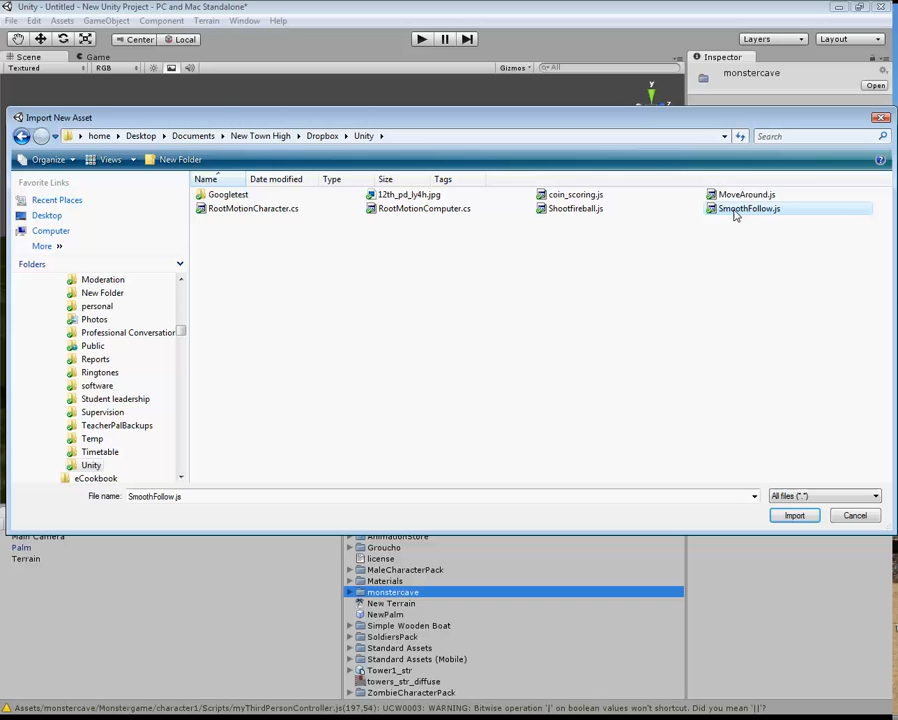 Unity - Untitled - New Unity Project - PC and Mac Standalone*
File Edit Assets GameObject Component Terrain Window Help
Center Local Layers Layout
Scene Game Inspector
Textured RGB Gizmos All
monstercave
Open
y
Import New Asset
home Desktop Documents New Town High Dropbox Unity Search
Organize Views New Folder
Favorite Links
Recent Places
Desktop
Computer
More »
Folders
Moderation
New Folder
personal
Photos
Professional Conversation
Public
Reports
Ringtones
software
Student leadership
Supervision
TeacherPalBackups
Temp
Timetable
Unity
eCookbook
Name Date modified Type Size Tags
Googletest 12th_pd_ly4h.jpg coin_scoring.js MoveAround.js
RootMotionCharacter.cs RootMotionComputer.cs Shootfireball.js SmoothFollow.js
File name: SmoothFollow.js All files (*.*)
Import Cancel
Main Camera
Palm
Terrain
AnimationStore
Groucho
license
MaleCharacterPack
Materials
monstercave
New Terrain
NewPalm
Simple Wooden Boat
SoldiersPack
Standard Assets
Standard Assets (Mobile)
Tower1_str
towers_str_diffuse
ZombieCharacterPack
Assets/monstercave/Monstergame/character1/Scripts/myThirdPersonController.js(197,54): UCW0003: WARNING: Bitwise operation '|' on boolean values won't shortcut. Did you mean '||'?